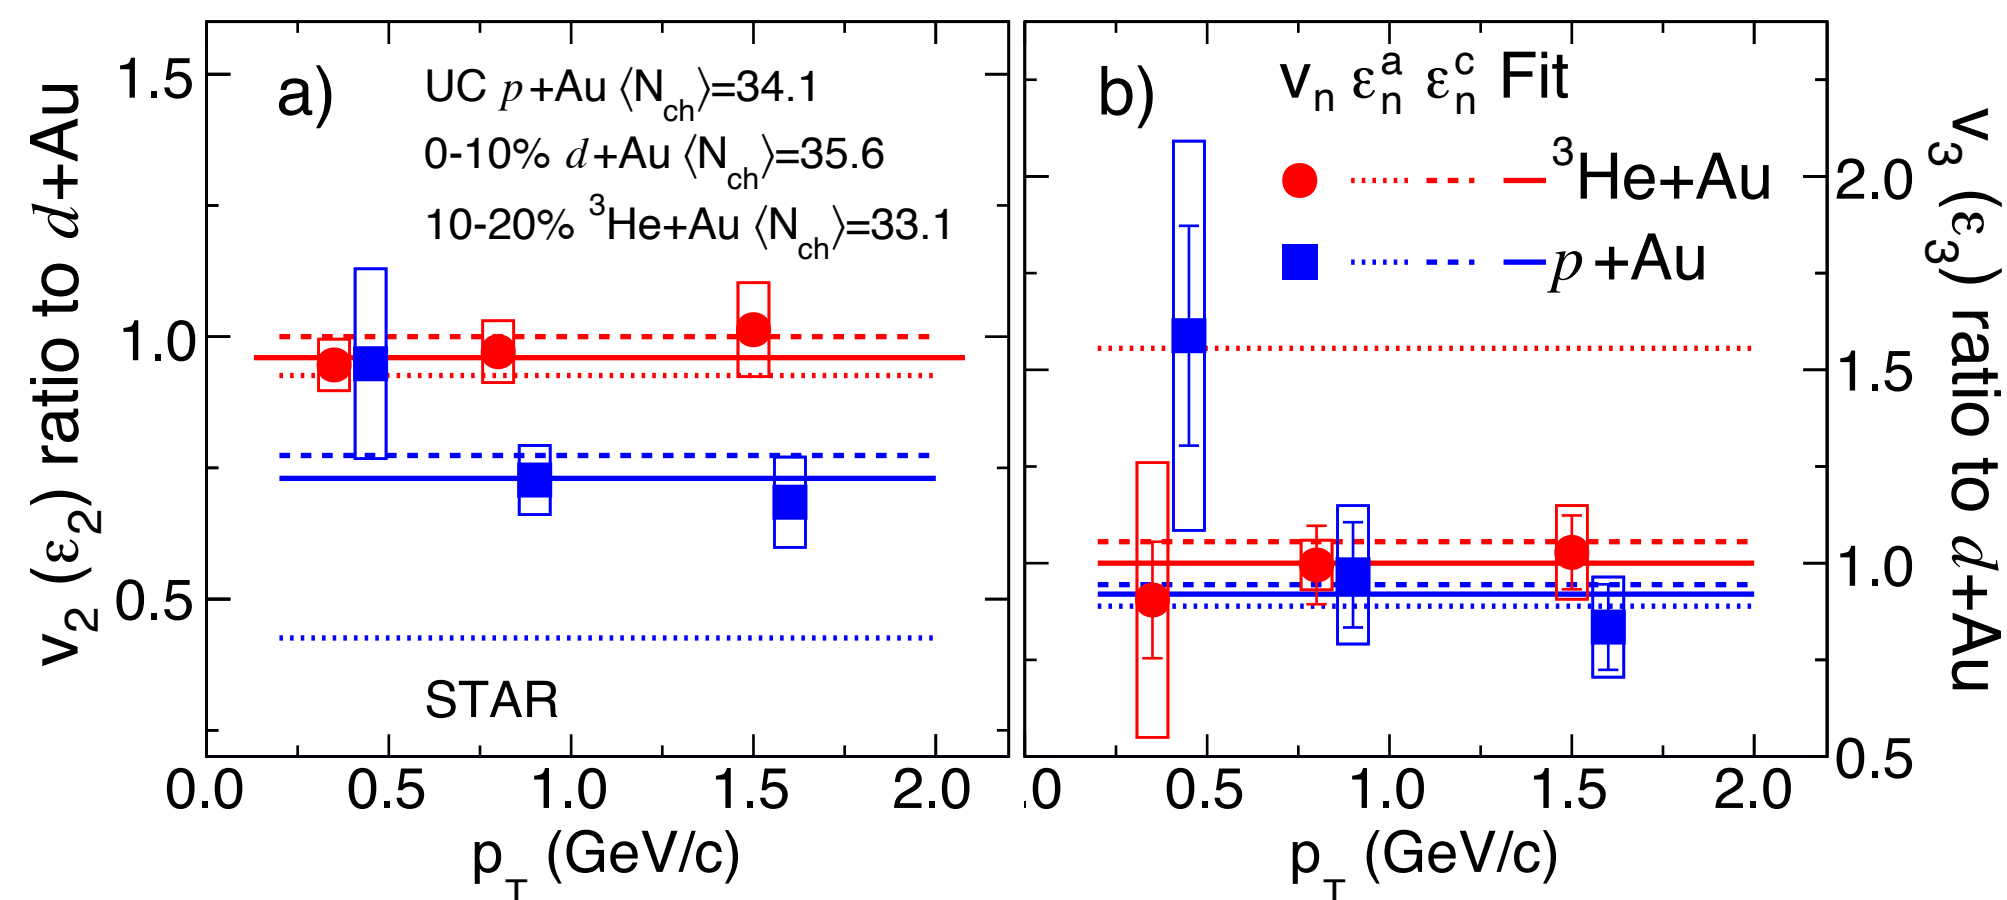 v2 (ε2) ratio to d+Au
1.5
1.0
0.5
a)
UC p+Au ⟨Nch⟩=34.1
0-10% d+Au ⟨Nch⟩=35.6
10-20% 3He+Au ⟨Nch⟩=33.1
STAR
0.0 0.5 1.0 1.5 2.0
pT (GeV/c)
b)
vn εna εnc Fit
3He+Au
p+Au
.0 0.5 1.0 1.5 2.0
pT (GeV/c)
2.0
1.5
1.0
0.5
v3 (ε3) ratio to d+Au